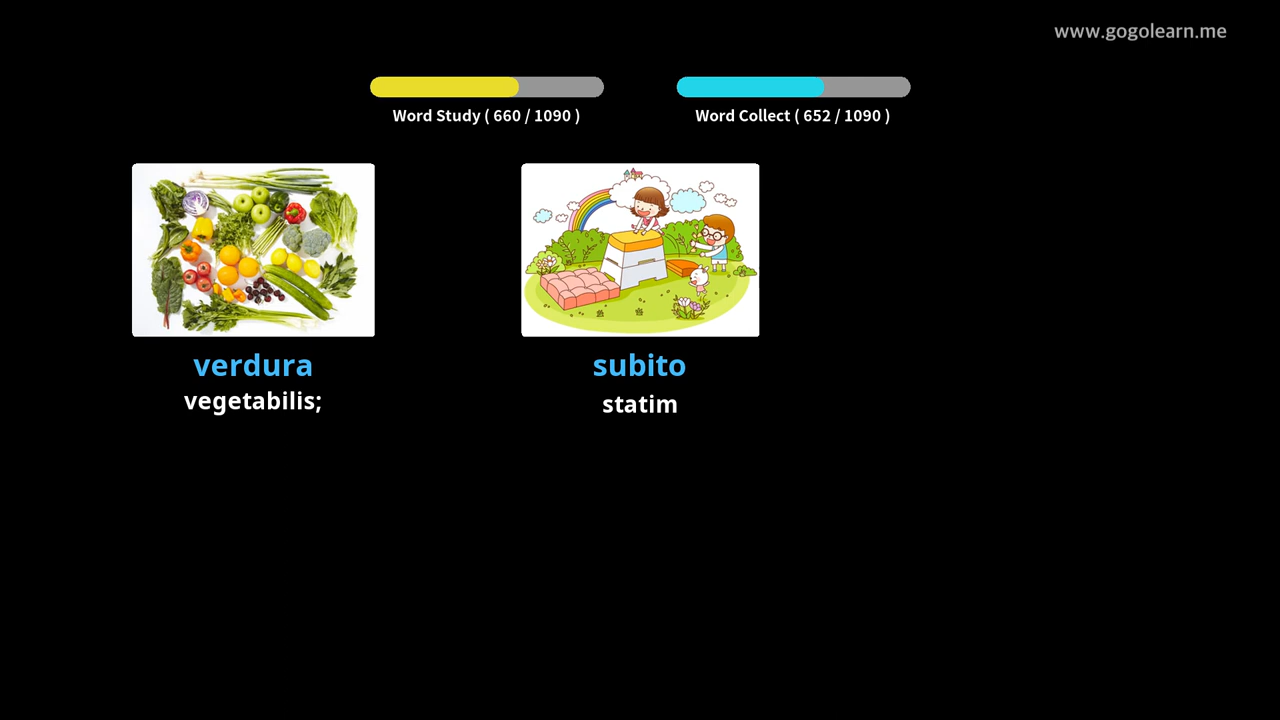 www.gogolearn.me
Word Study ( 660 / 1090 )
Word Collect ( 652 / 1090 )
verdura
vegetabilis;
subito
statim